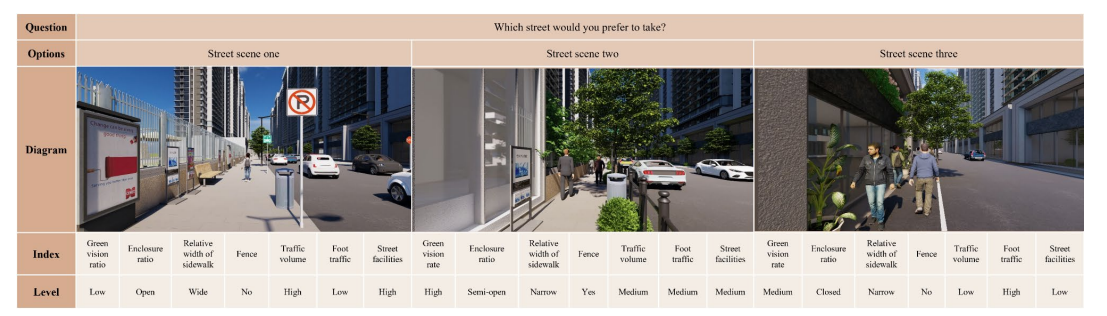 Question Which street would you prefer to take?
Options Street scene one Street scene two Street scene three
Diagram
Index Green vision ratio Enclosure ratio Relative width of sidewalk Fence Traffic volume Foot traffic Street facilities Green vision rate Enclosure ratio Relative width of sidewalk Fence Traffic volume Foot traffic Street facilities Green vision rate Enclosure ratio Relative width of sidewalk Fence Traffic volume Foot traffic Street facilities
Level Low Open Wide No High Low High High Semi-open Narrow Yes Medium Medium Medium Medium Closed Narrow No Low High Low